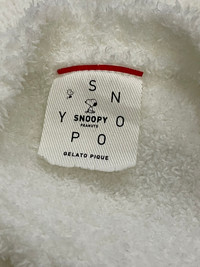 S N
Y O
P O
SNOOPY
PEANUTS
GELATO PIQUE